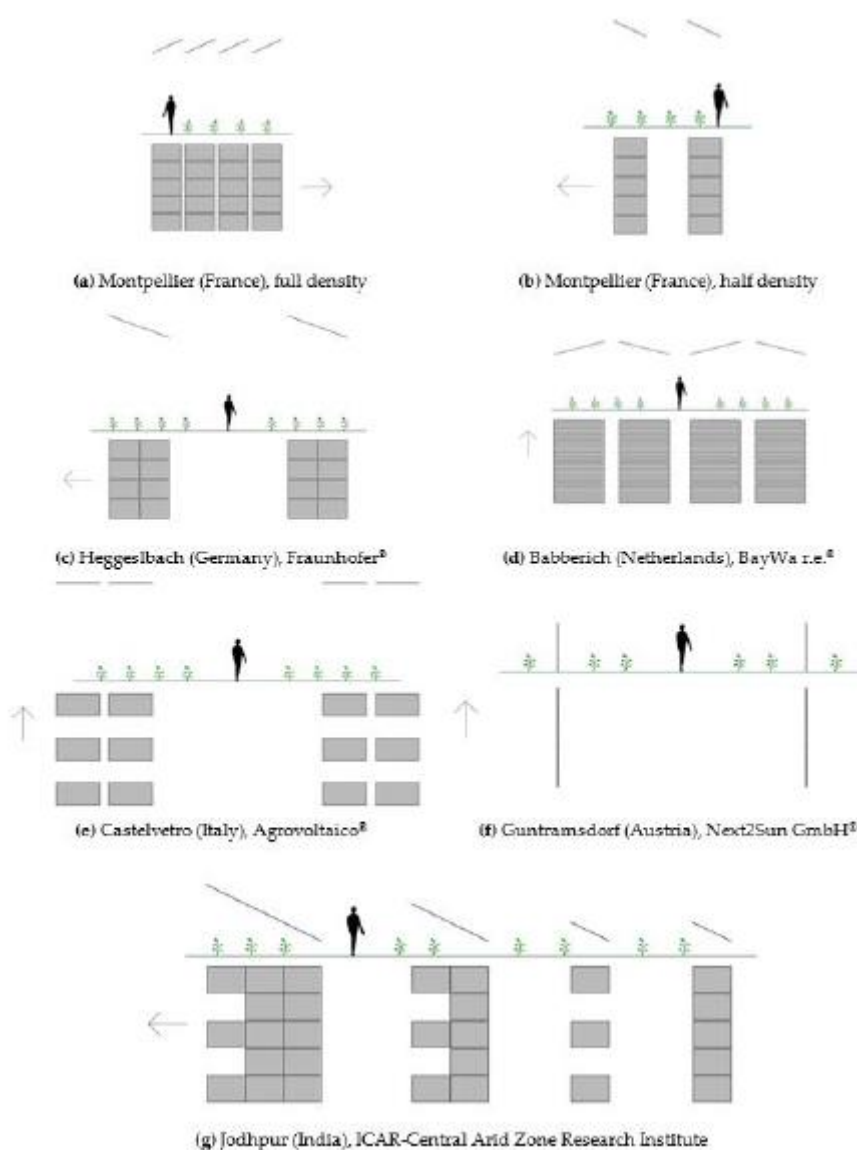 (a) Montpellier (France), full density
(b) Montpellier (France), half density
(c) Heggeslbach (Germany), Fraunhofer®
(d) Babberich (Netherlands), BayWa r.e.®
(e) Castelvetro (Italy), Agrovoltaico®
(f) Guntramsdorf (Austria), Next2Sun GmbH®
(g) Jodhpur (India), ICAR-Central Arid Zone Research Institute